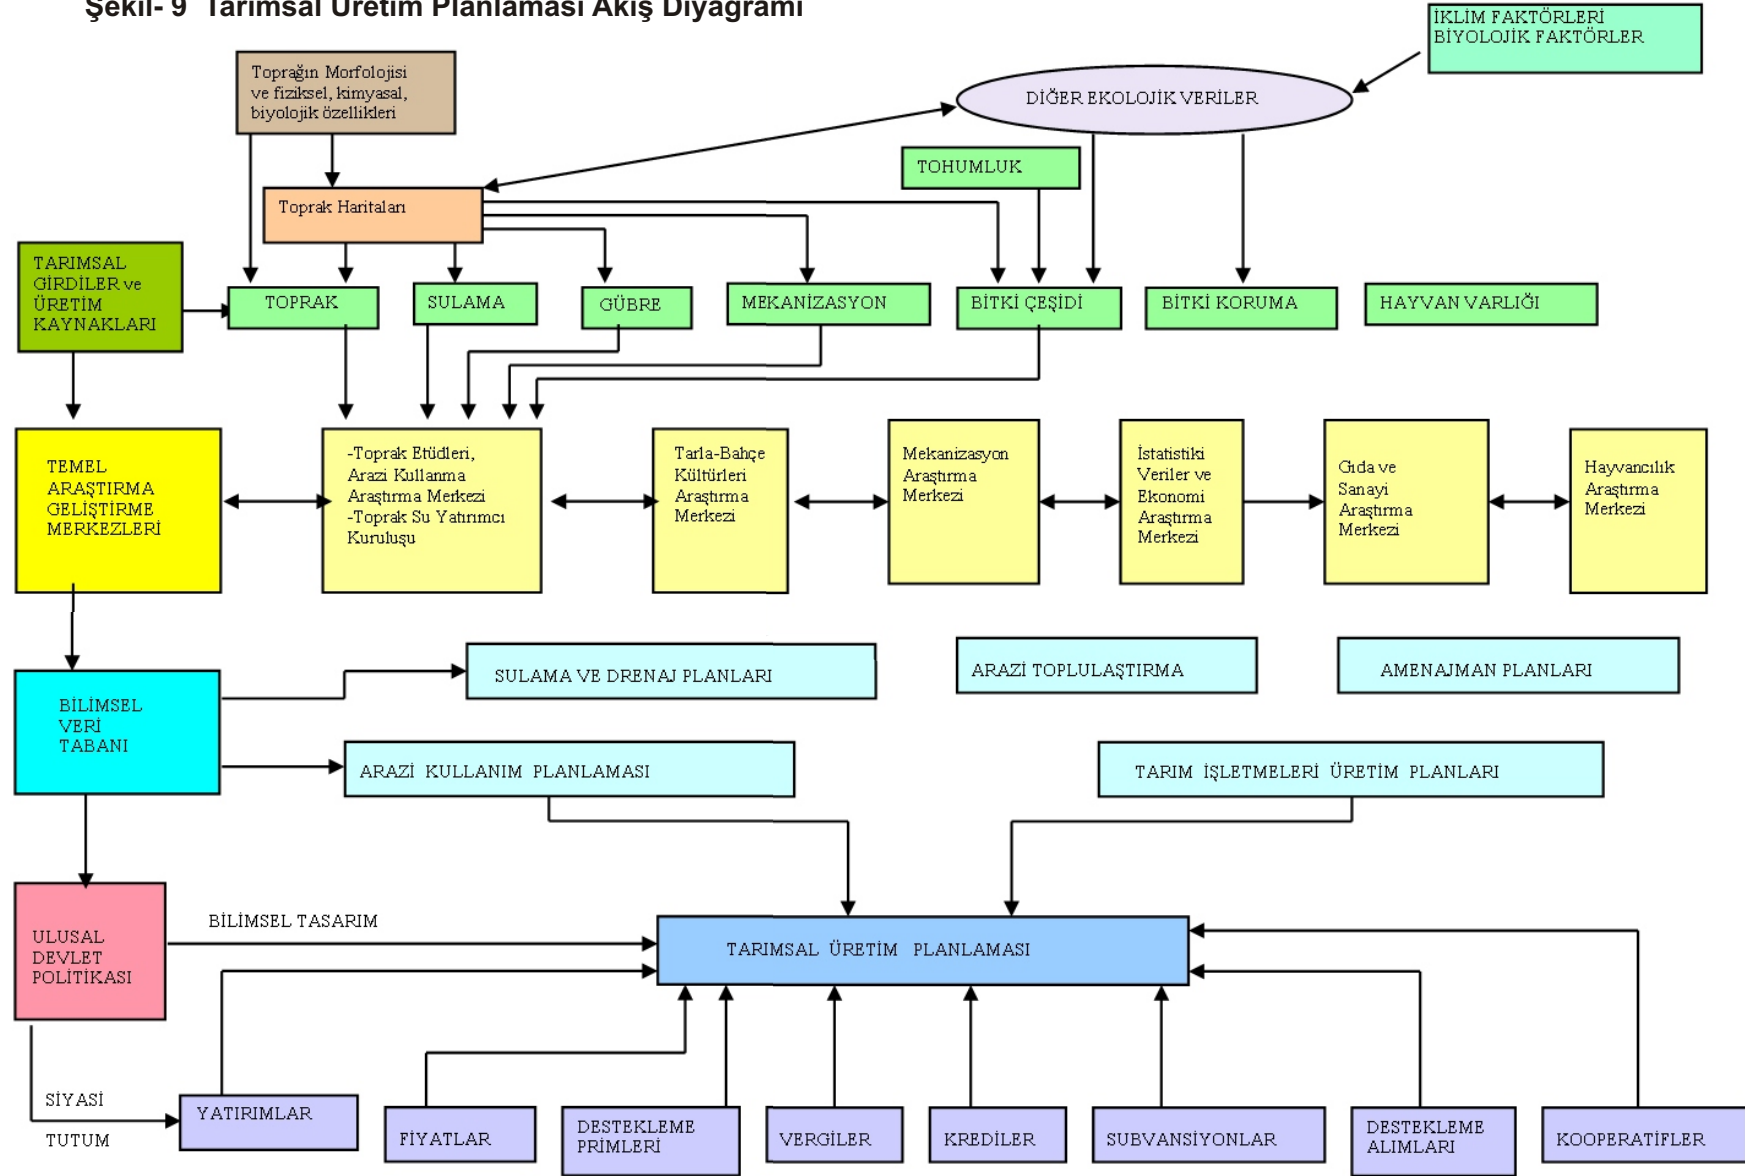 Şekil- 9  Tarımsal Üretim Planlaması Akış Diyagramı
İKLİM FAKTÖRLERİ
BİYOLOJİK FAKTÖRLER
Toprağın Morfolojisi
ve fiziksel, kimyasal,
biyolojik özellikleri
DİĞER EKOLOJİK VERİLER
TOHUMLUK
Toprak Haritaları
TARIMSAL
GİRDİLER ve
ÜRETİM
KAYNAKLARI
TOPRAK
SULAMA
GÜBRE
MEKANİZASYON
BİTKİ ÇEŞİDİ
BİTKİ KORUMA
HAYVAN VARLIĞI
TEMEL
ARAŞTIRMA
GELİŞTİRME
MERKEZLERİ
-Toprak Etüdleri,
Arazi Kullanma
Araştırma Merkezi
-Toprak Su Yatırımcı
Kuruluşu
Tarla-Bahçe
Kültürleri
Araştırma
Merkezi
Mekanizasyon
Araştırma
Merkezi
İstatistiki
Veriler ve
Ekonomi
Araştırma
Merkezi
Gıda ve
Sanayi
Araştırma
Merkezi
Hayvancılık
Araştırma
Merkezi
BİLİMSEL
VERİ
TABANI
SULAMA VE DRENAJ PLANLARI
ARAZİ TOPLULAŞTIRMA
AMENAJMAN PLANLARI
ARAZİ KULLANIM PLANLAMASI
TARIM İŞLETMELERİ ÜRETİM PLANLARI
ULUSAL
DEVLET
POLİTİKASI
BİLİMSEL TASARIM
TARIMSAL ÜRETİM PLANLAMASI
SİYASİ
TUTUM
YATIRIMLAR
FİYATLAR
DESTEKLEME
PRİMLERİ
VERGİLER
KREDİLER
SUBVANSİYONLAR
DESTEKLEME
ALIMLARI
KOOPERATİFLER